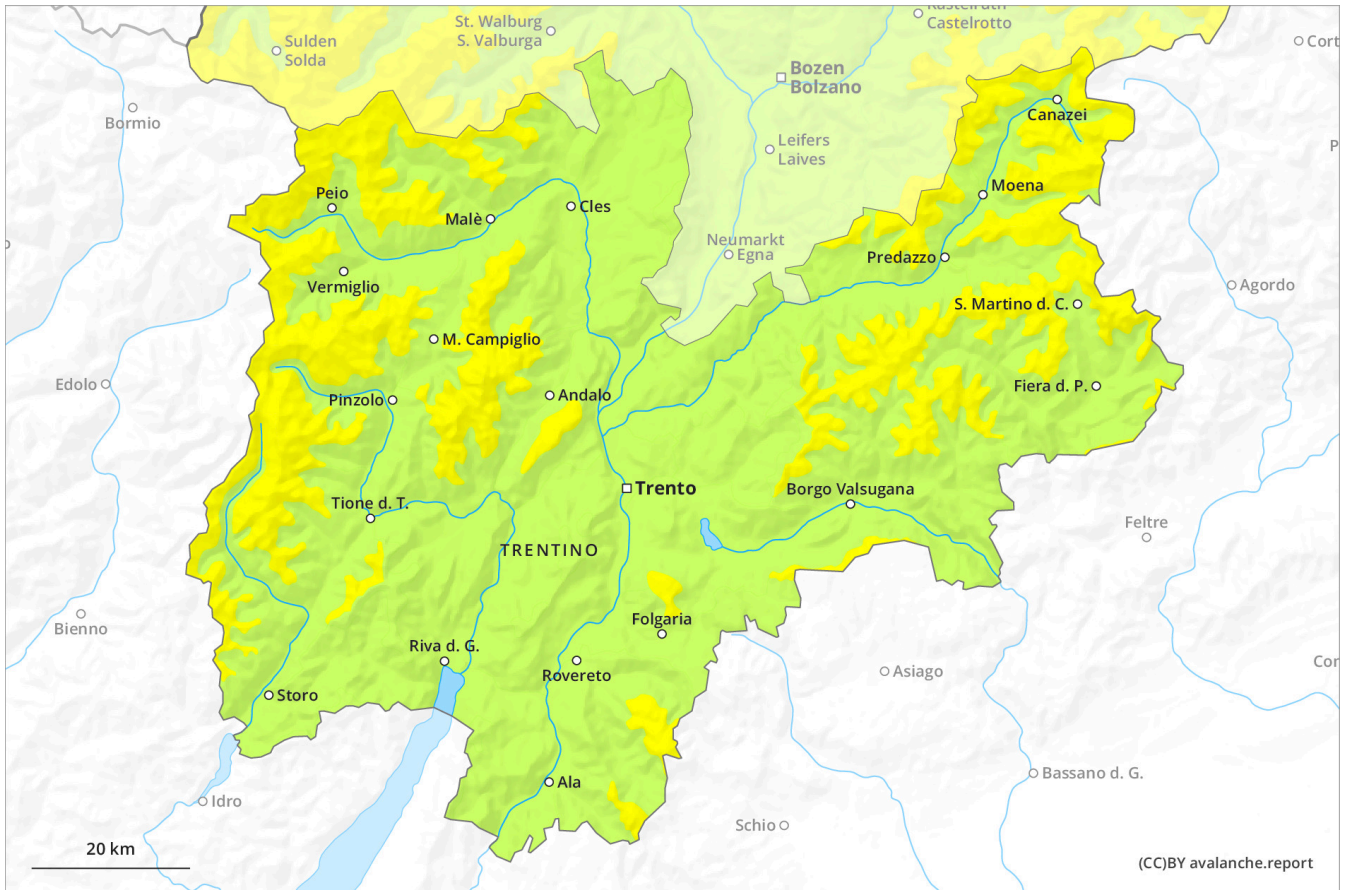 Kastelruth
Castelrotto
St. Walburg
S. Valburga
Sulden
Solda
Cort
Bozen
Bolzano
Canazei
Bormio
Leifers
Laives
P
Moena
Peio
Malè
Cles
Neumarkt
Egna
Predazzo
Vermiglio
Agordo
S. Martino d. C.
M. Campiglio
Edolo
Fiera d. P.
Andalo
Pinzolo
Trento
Borgo Valsugana
Tione d. T.
Feltre
TRENTINO
Bienno
Folgaria
Riva d. G.
Rovereto
Asiago
Cor
Storo
Bassano d. G.
Ala
Idro
Schio
20 km
(CC)BY avalanche.report